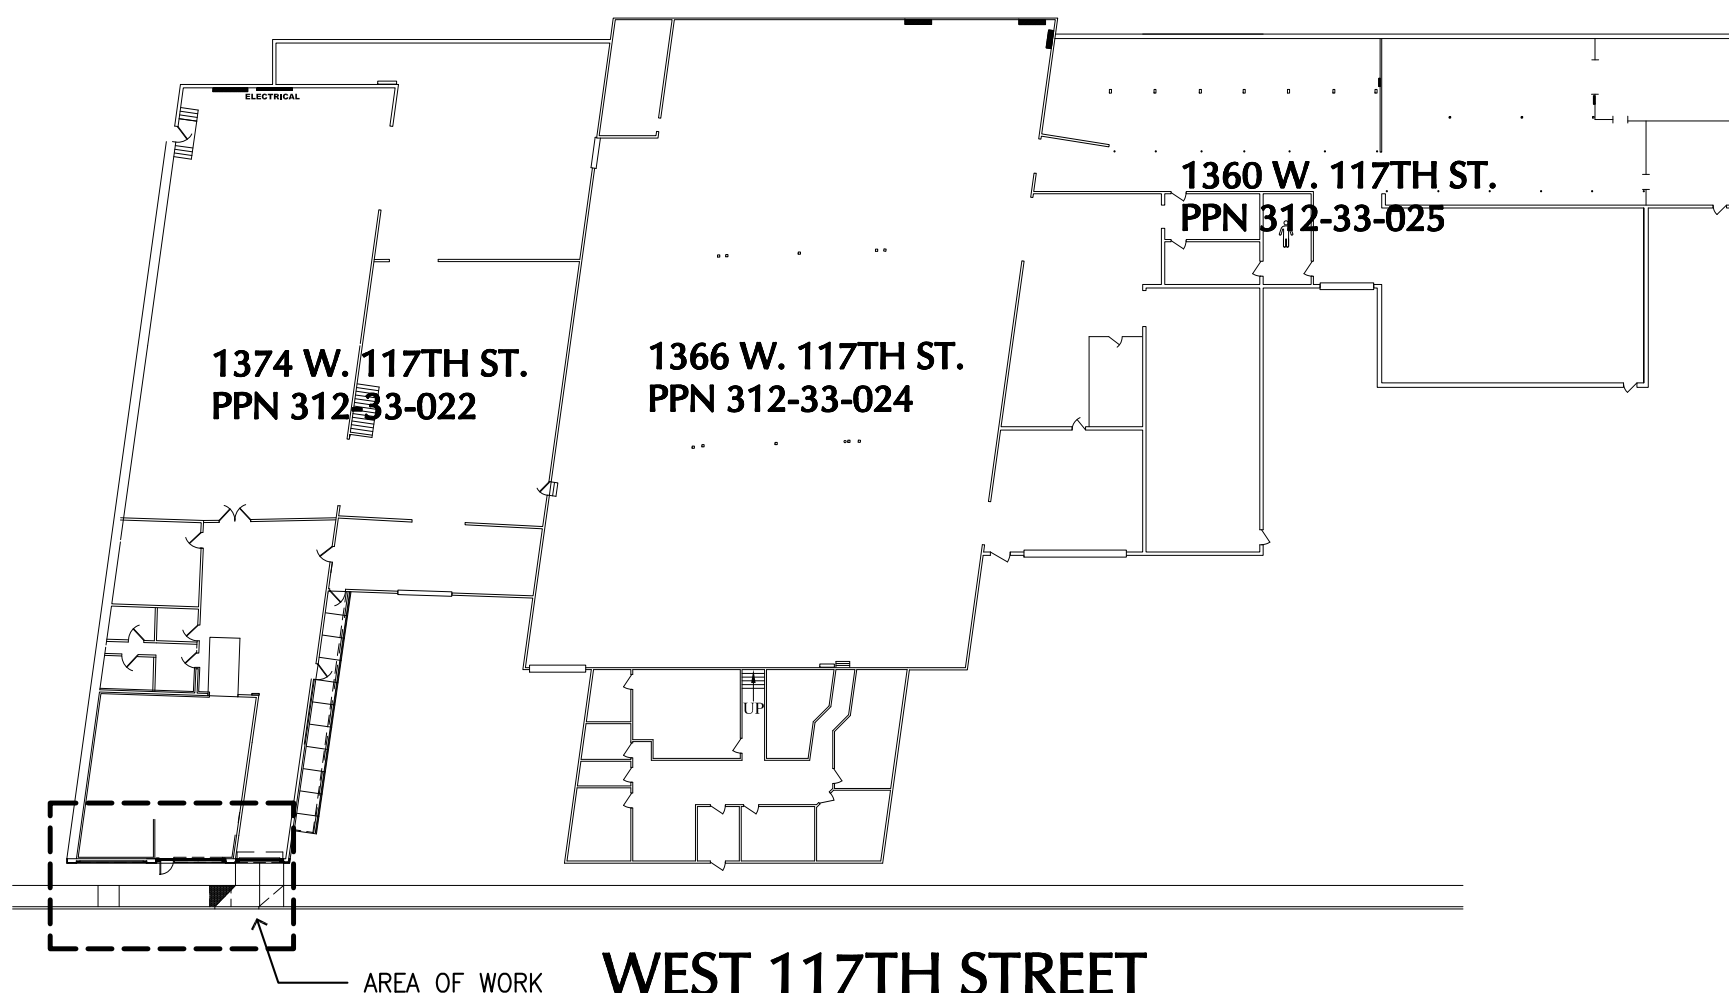 ELECTRICAL
1360 W. 117TH ST.
PPN 312-33-025
1374 W. 117TH ST.
PPN 312-33-022
1366 W. 117TH ST.
PPN 312-33-024
UP
AREA OF WORK
WEST 117TH STREET